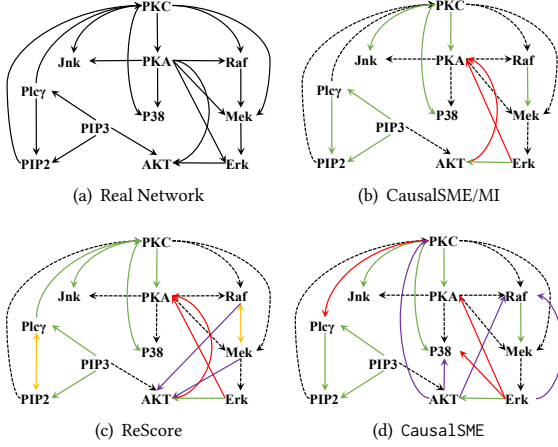 PKC
Jnk
PKA
Raf
Plcγ
P38
Mek
PIP3
PIP2
AKT
Erk
(a) Real Network
PKC
Jnk
PKA
Raf
Plcγ
P38
Mek
PIP3
PIP2
AKT
Erk
(b) CausalSME/MI
PKC
Jnk
PKA
Raf
Plcγ
P38
Mek
PIP3
PIP2
AKT
Erk
(c) ReScore
PKC
Jnk
PKA
Raf
Plcγ
P38
Mek
PIP3
PIP2
AKT
Erk
(d) CausalSME